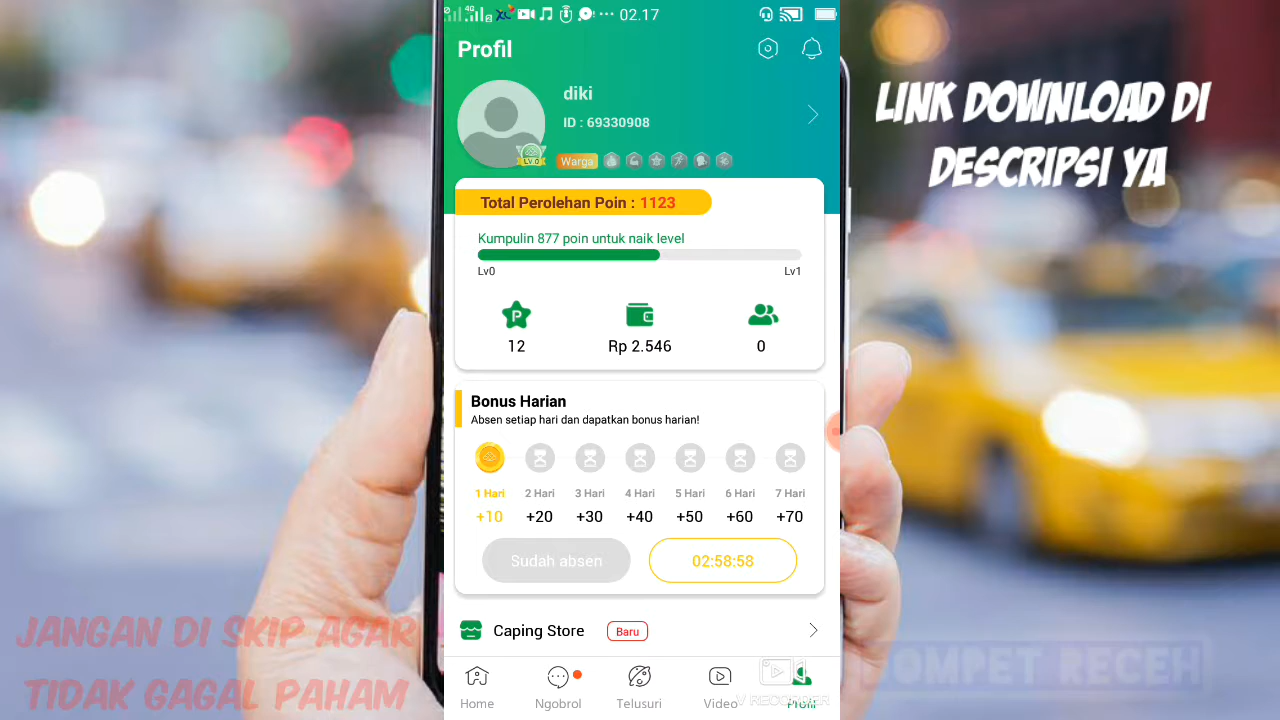 4G XL 02.17
Profil
diki
ID : 69330908
LV.0
Warga
Total Perolehan Poin : 1123
Kumpulin 877 poin untuk naik level
Lv0 Lv1
P
12 Rp 2.546 0
Bonus Harian
Absen setiap hari dan dapatkan bonus harian!
1 Hari 2 Hari 3 Hari 4 Hari 5 Hari 6 Hari 7 Hari
+10 +20 +30 +40 +50 +60 +70
Sudah absen 02:58:58
Caping Store Baru
Home Ngobrol Telusuri Video Profil
V RECORDER
LINK DOWNLOAD DI
DESCRIPSI YA
JANGAN DI SKIP AGAR
TIDAK GAGAL PAHAM
DOMPET RECEH